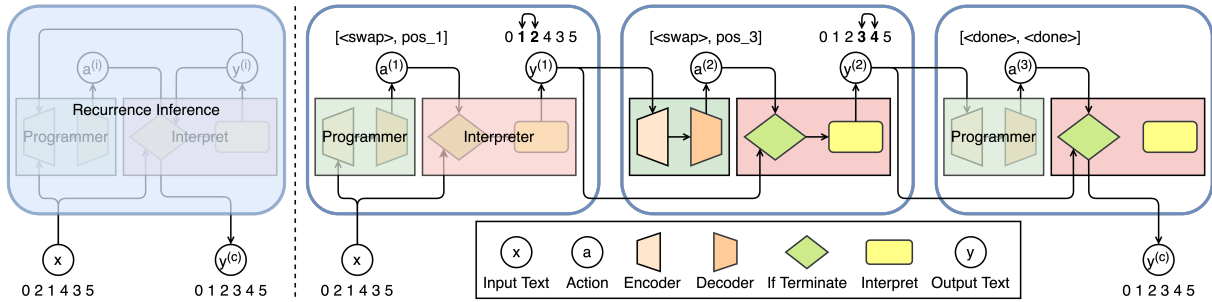 a(i)
y(i)
Recurrence Inference
Programmer
Interpret
x
y(c)
0 2 1 4 3 5
0 1 2 3 4 5
[<swap>, pos_1]
0 1 2 4 3 5
a(1)
y(1)
Programmer
Interpreter
x
0 2 1 4 3 5
[<swap>, pos_3]
0 1 2 3 4 5
a(2)
y(2)
[<done>, <done>]
a(3)
Programmer
y(c)
0 1 2 3 4 5
x
a
y
Input Text
Action
Encoder
Decoder
If Terminate
Interpret
Output Text